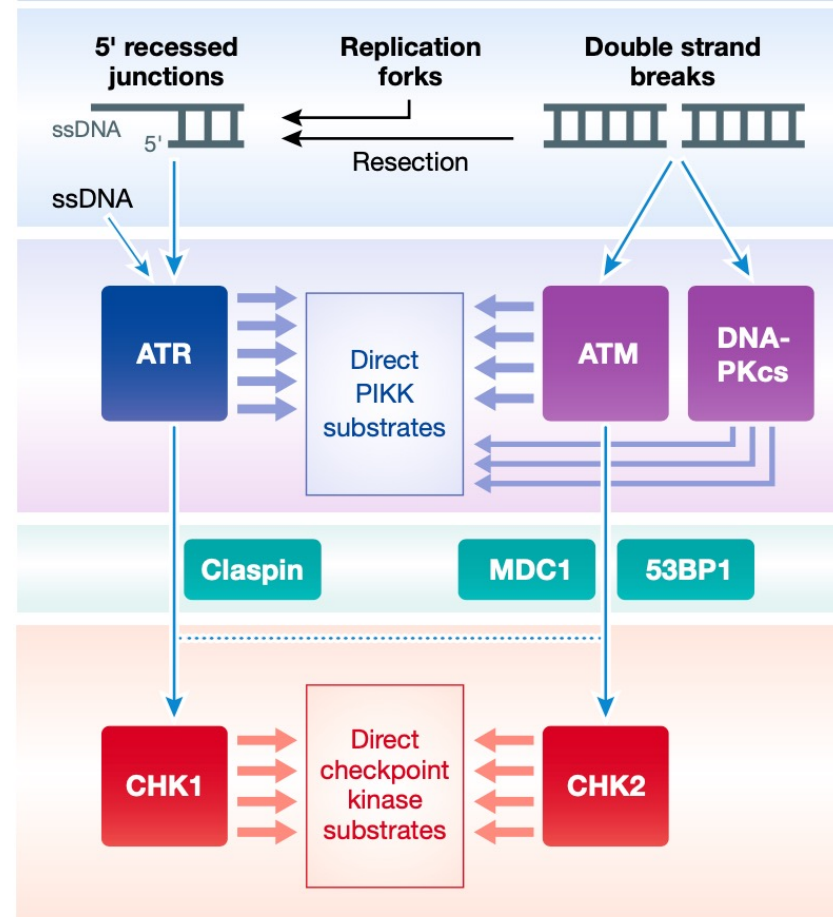 5' recessed
junctions
Replication
forks
Double strand
breaks
ssDNA
5'
Resection
ssDNA
ATR
Direct
PIKK
substrates
ATM
DNA-
PKcs
Claspin
MDC1
53BP1
CHK1
Direct
checkpoint
kinase
substrates
CHK2